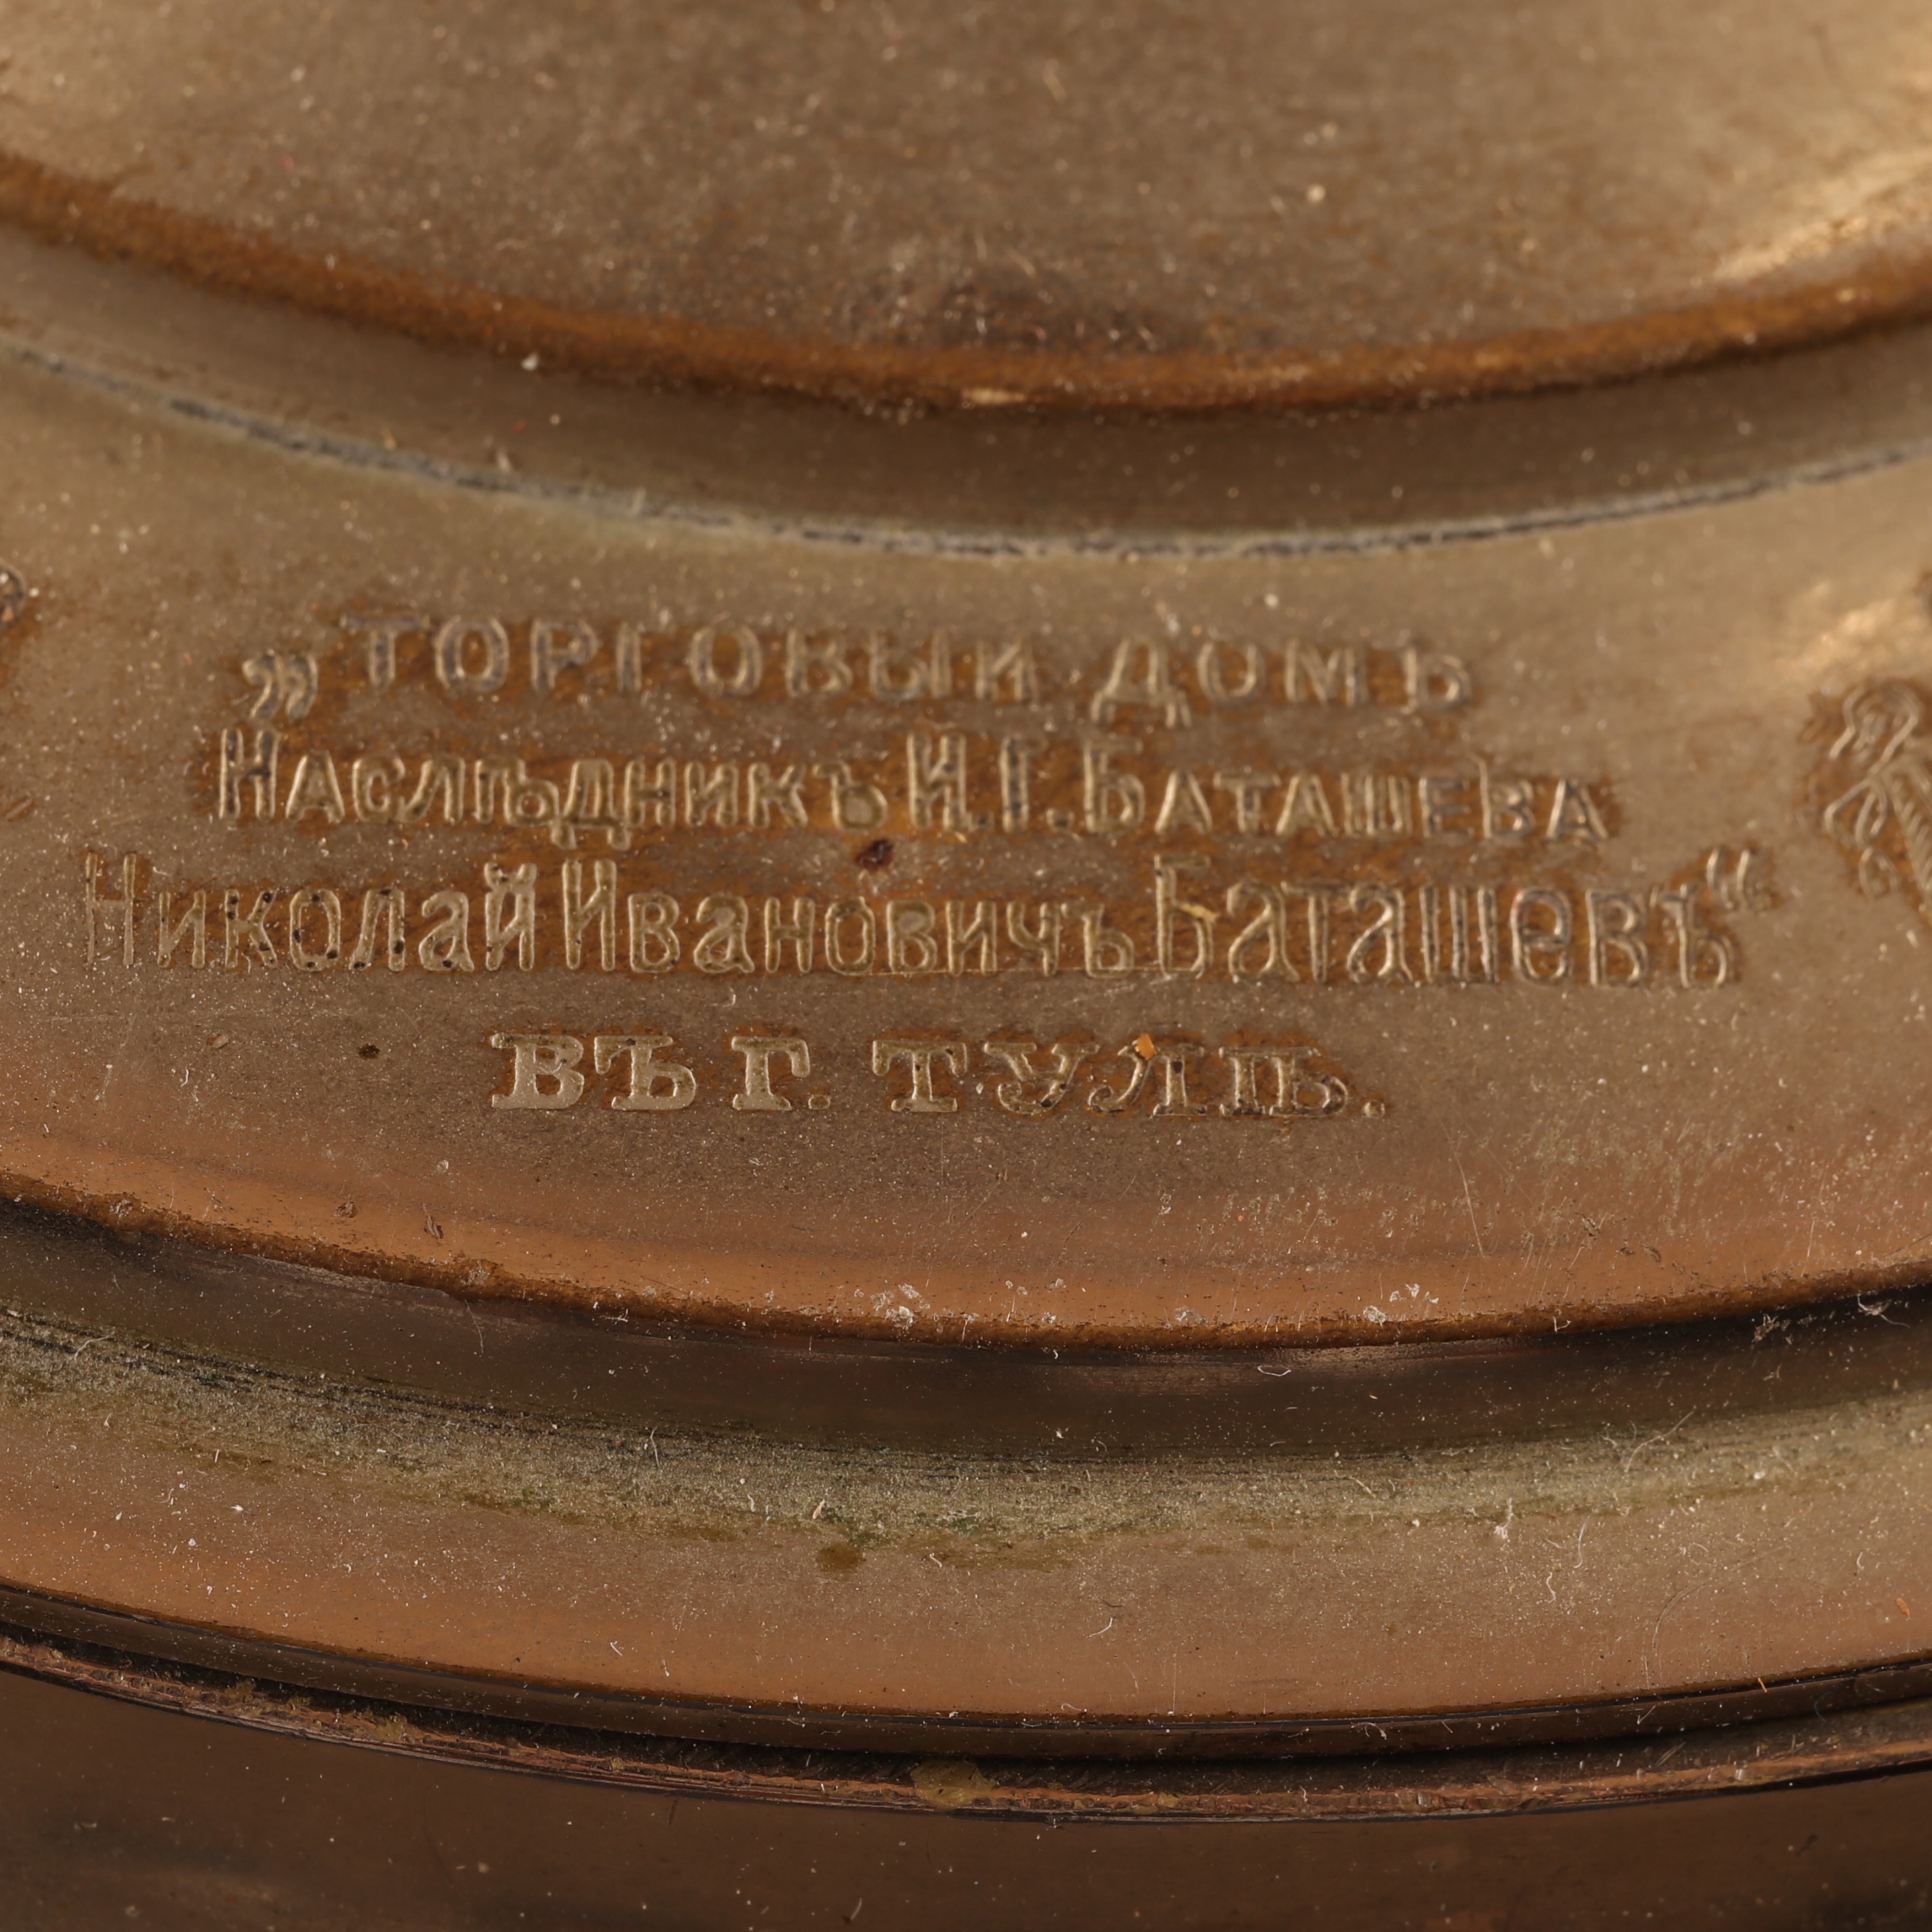 „ТОРГОВЫЙ ДОМЪ
НАСЛѢДНИКЪ И.Г. БАТАШЕВА
Николай Ивановичъ Баташевъ“
ВЪ Г. ТУЛѢ.